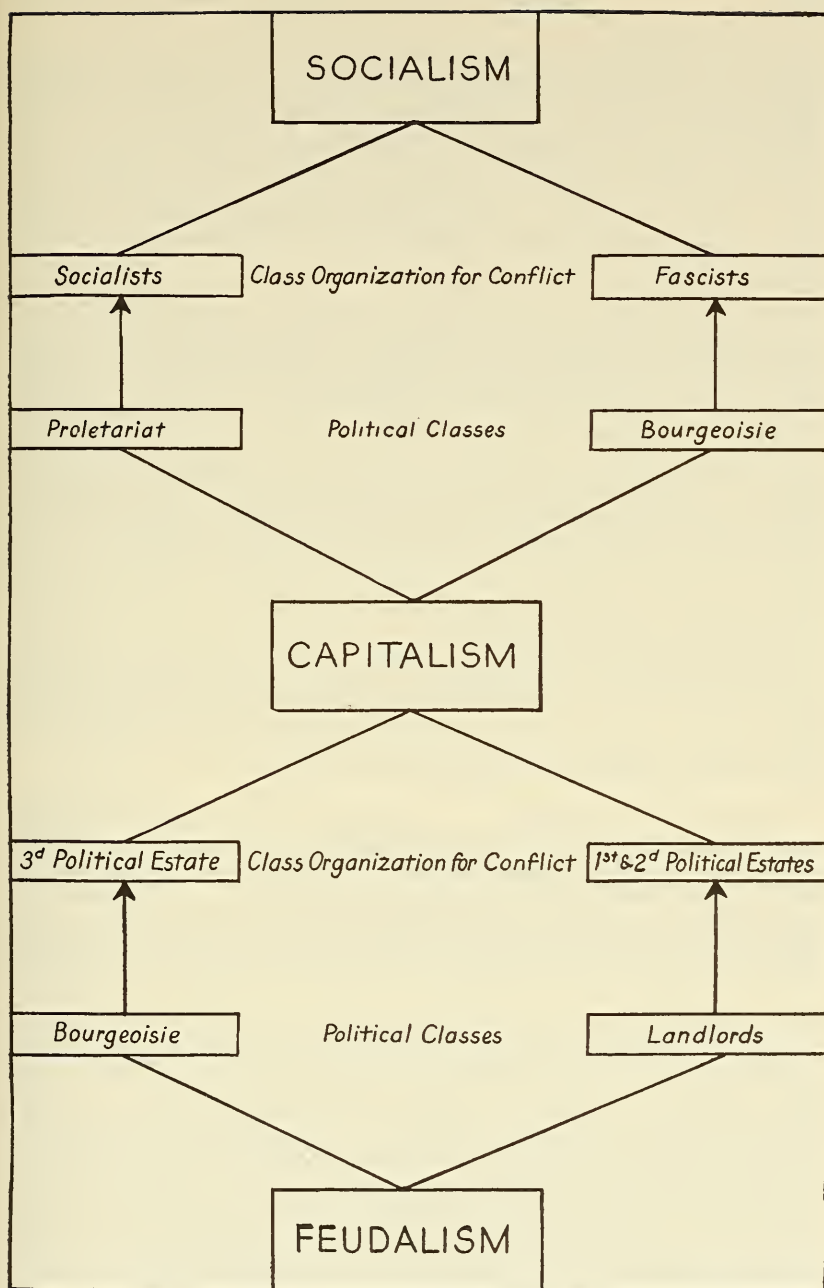 SOCIALISM
Socialists Class Organization for Conflict Fascists
Proletariat Political Classes Bourgeoisie
CAPITALISM
3d Political Estate Class Organization for Conflict 1st & 2d Political Estates
Bourgeoisie Political Classes Landlords
FEUDALISM